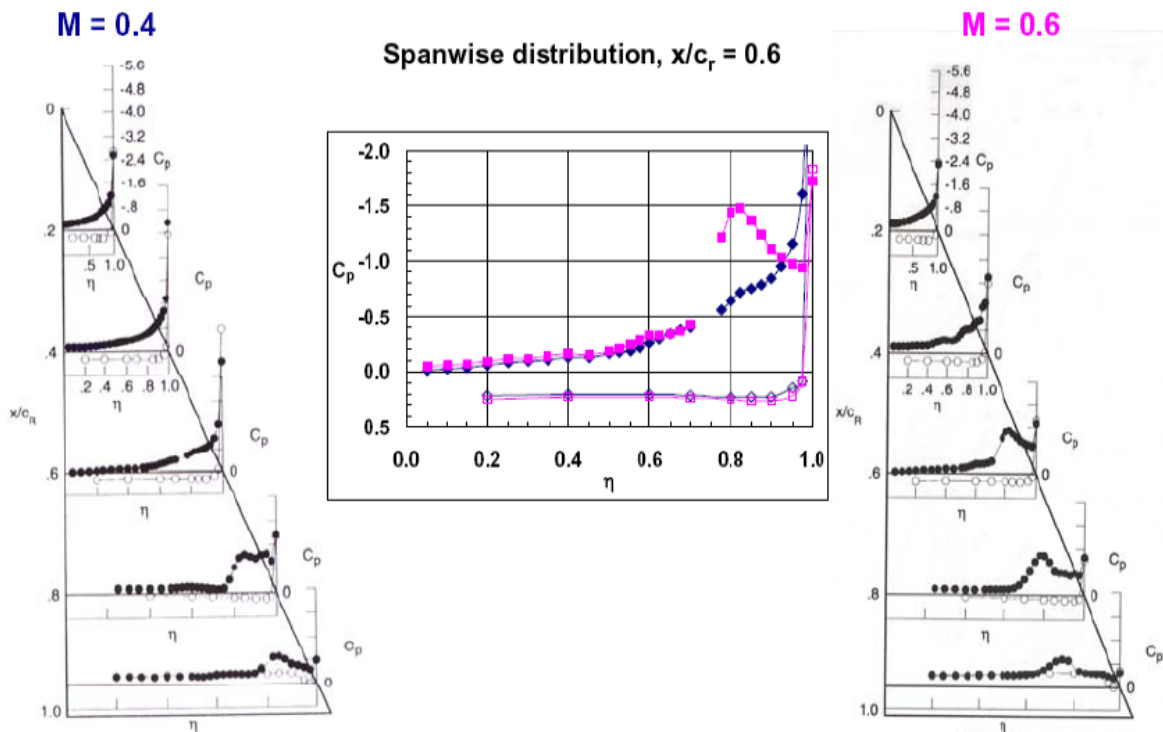 M = 0.4
M = 0.6
Spanwise distribution, x/cr = 0.6
-5.6
-4.8
-4.0
-3.2
-2.4
-1.6
-.8
0
Cp
0
.2
.4
.6
.8
1.0
x/cR
.5 1.0
η
Cp
0
.2 .4 .6 .8 1.0
η
Cp
0
η
Cp
0
η
Cp
0
η
-2.0
-1.5
-1.0
-0.5
0.0
0.5
Cp
0.0 0.2 0.4 0.6 0.8 1.0
η
-5.6
-4.8
-4.0
-3.2
-2.4
-1.6
-.8
0
Cp
0
.2
.4
.6
.8
1.0
x/cR
.5 1.0
η
Cp
0
.2 .4 .6 .8 1.0
η
Cp
0
η
Cp
0
η
Cp
0
η